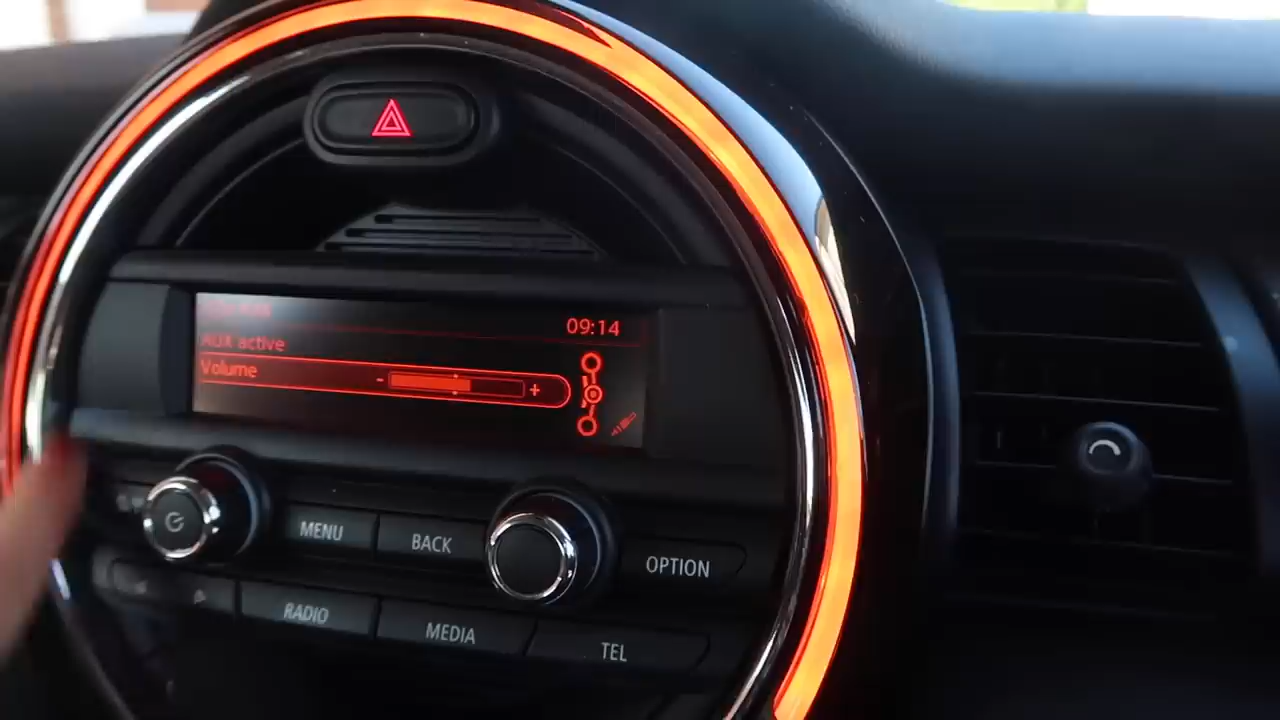 09:14
AUX active
Volume
- +
MENU
BACK
OPTION
RADIO
MEDIA
TEL